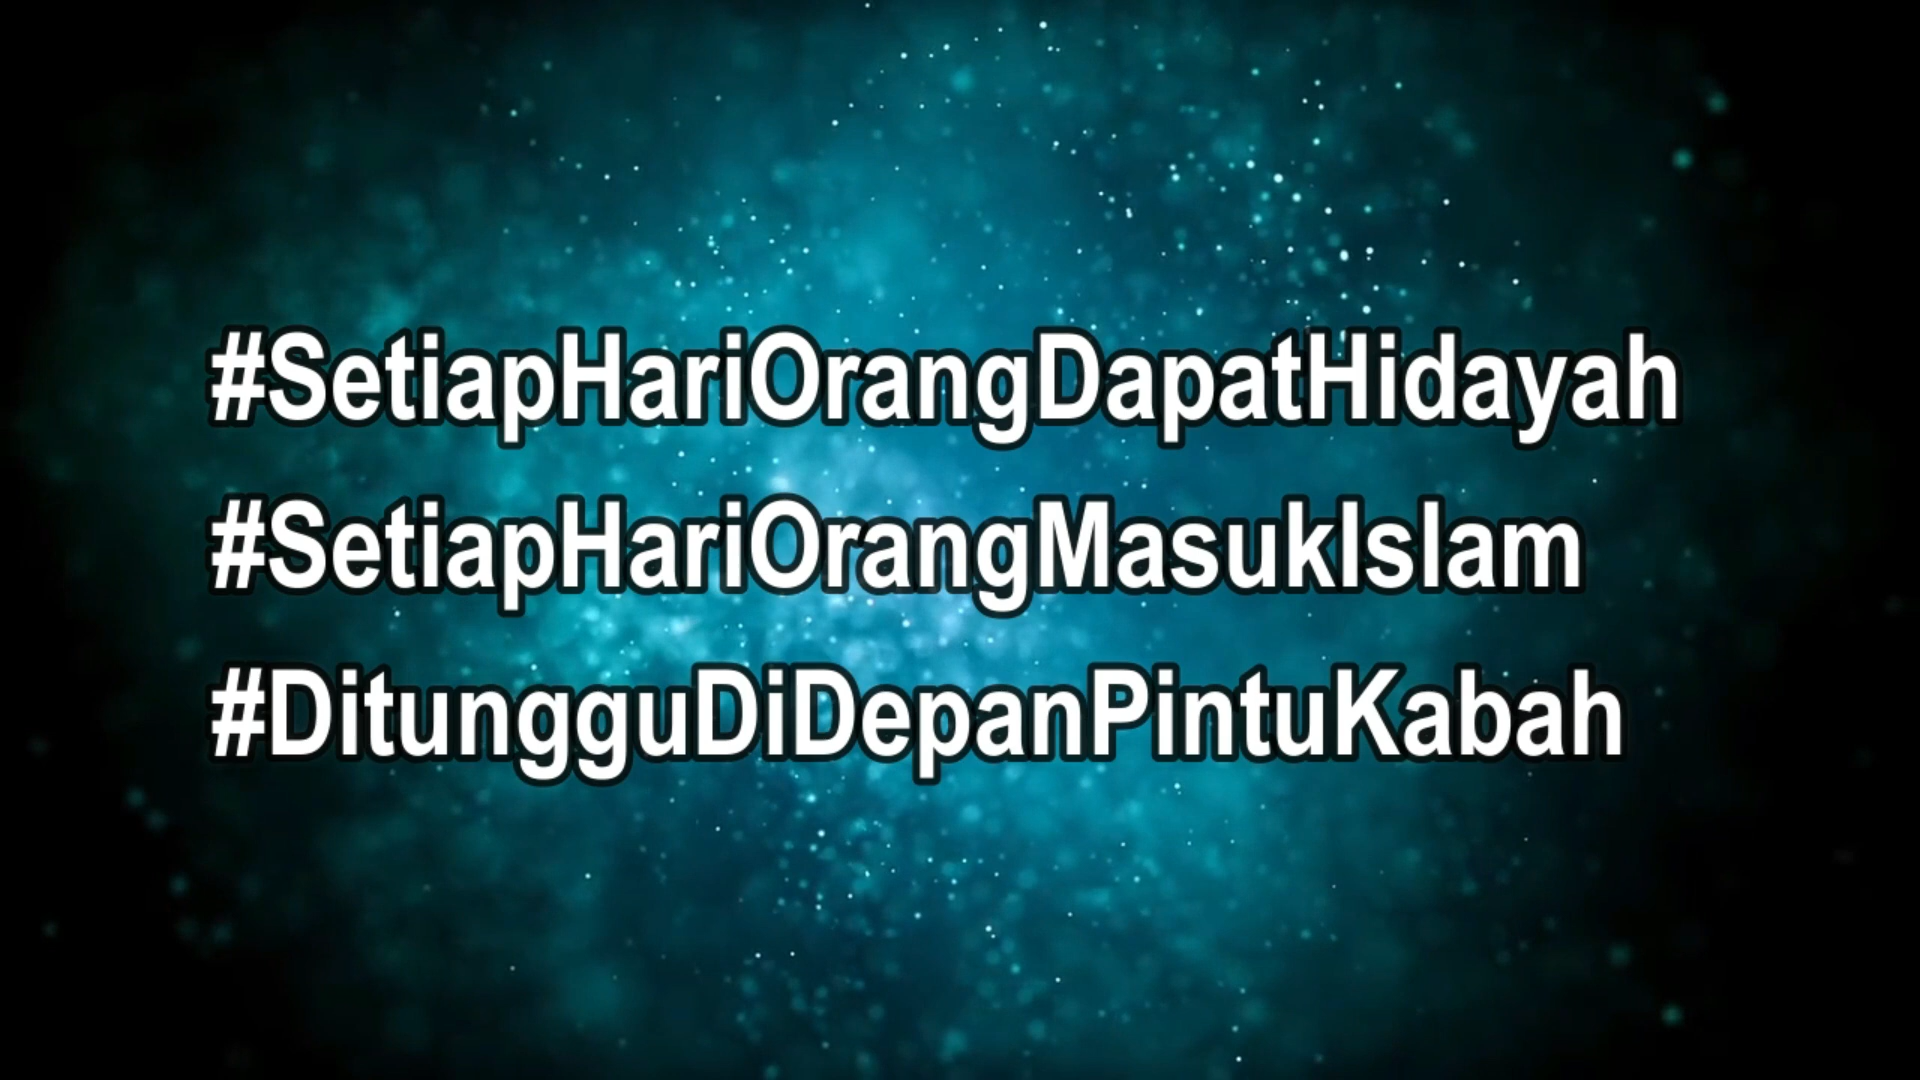 #SetiapHariOrangDapatHidayah
#SetiapHariOrangMasukIslam
#DitungguDiDepanPintuKabah